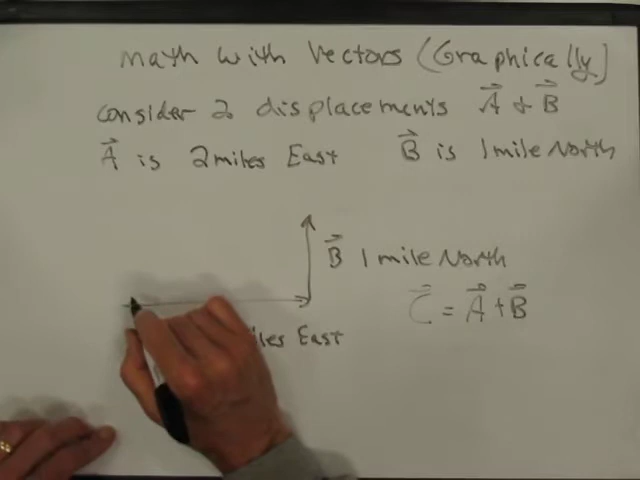 Math with Vectors (Graphically)
Consider 2 displacements A⃗ + B⃗
A⃗ is 2 miles East B⃗ is 1 mile North
B⃗ 1 mile North
C⃗ = A⃗ + B⃗
East